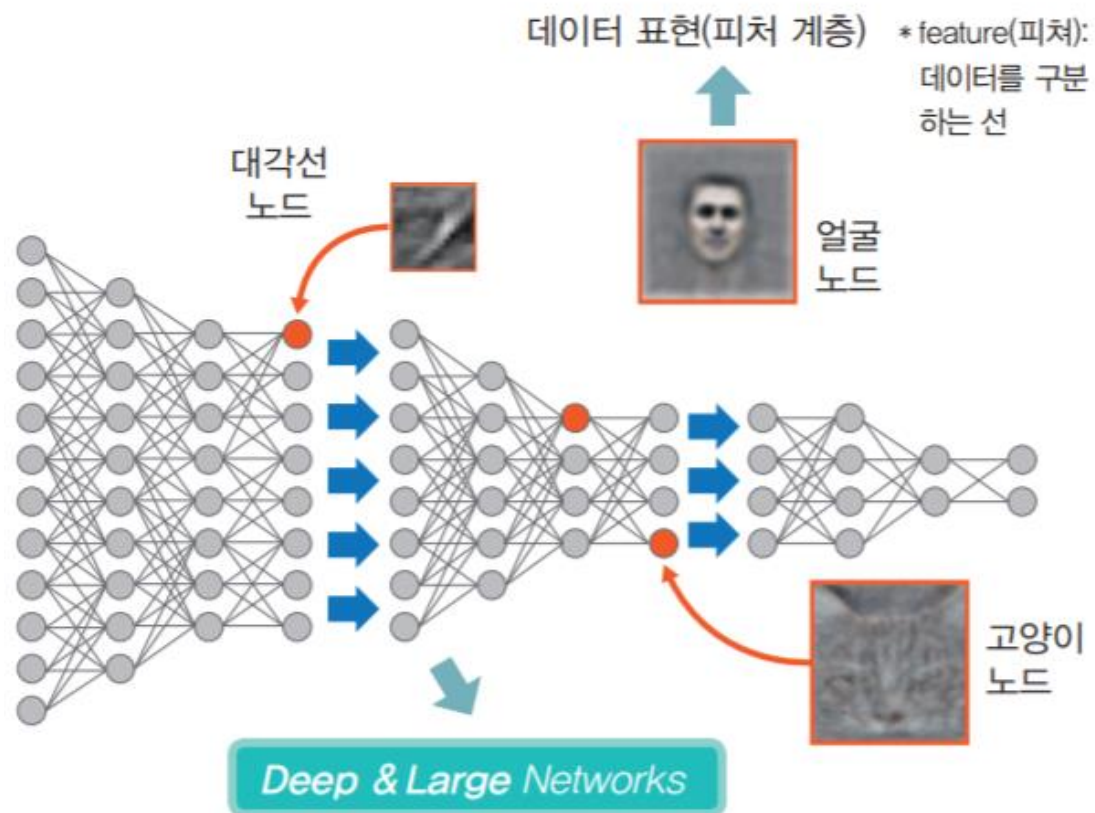 데이터 표현(피처 계층)
* feature(피쳐):
데이터를 구분
하는 선
대각선
노드
얼굴
노드
고양이
노드
Deep & Large Networks